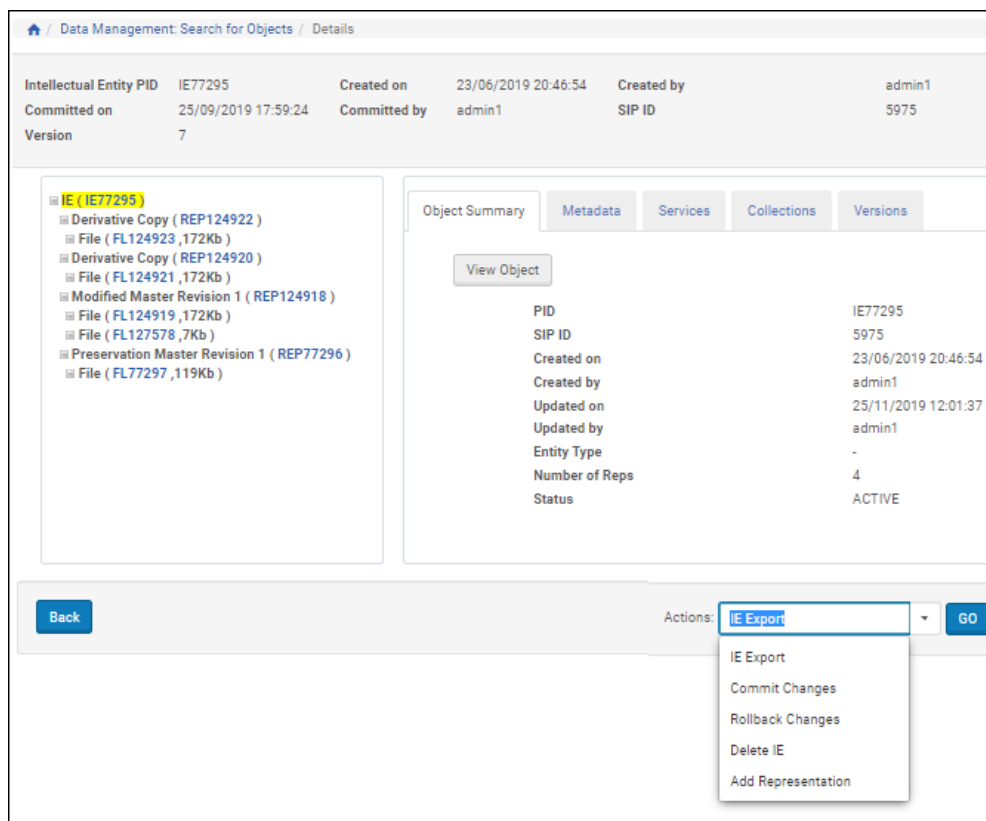 / Data Management: Search for Objects / Details
Intellectual Entity PID IE77295 Created on 23/06/2019 20:46:54 Created by admin1
Committed on 25/09/2019 17:59:24 Committed by admin1 SIP ID 5975
Version 7
IE ( IE77295 )
Derivative Copy ( REP124922 )
File ( FL124923 ,172Kb )
Derivative Copy ( REP124920 )
File ( FL124921 ,172Kb )
Modified Master Revision 1 ( REP124918 )
File ( FL124919 ,172Kb )
File ( FL127578 ,7Kb )
Preservation Master Revision 1 ( REP77296 )
File ( FL77297 ,119Kb )
Object Summary Metadata Services Collections Versions
View Object
PID IE77295
SIP ID 5975
Created on 23/06/2019 20:46:54
Created by admin1
Updated on 25/11/2019 12:01:37
Updated by admin1
Entity Type -
Number of Reps 4
Status ACTIVE
Back Actions: IE Export GO
IE Export
Commit Changes
Rollback Changes
Delete IE
Add Representation